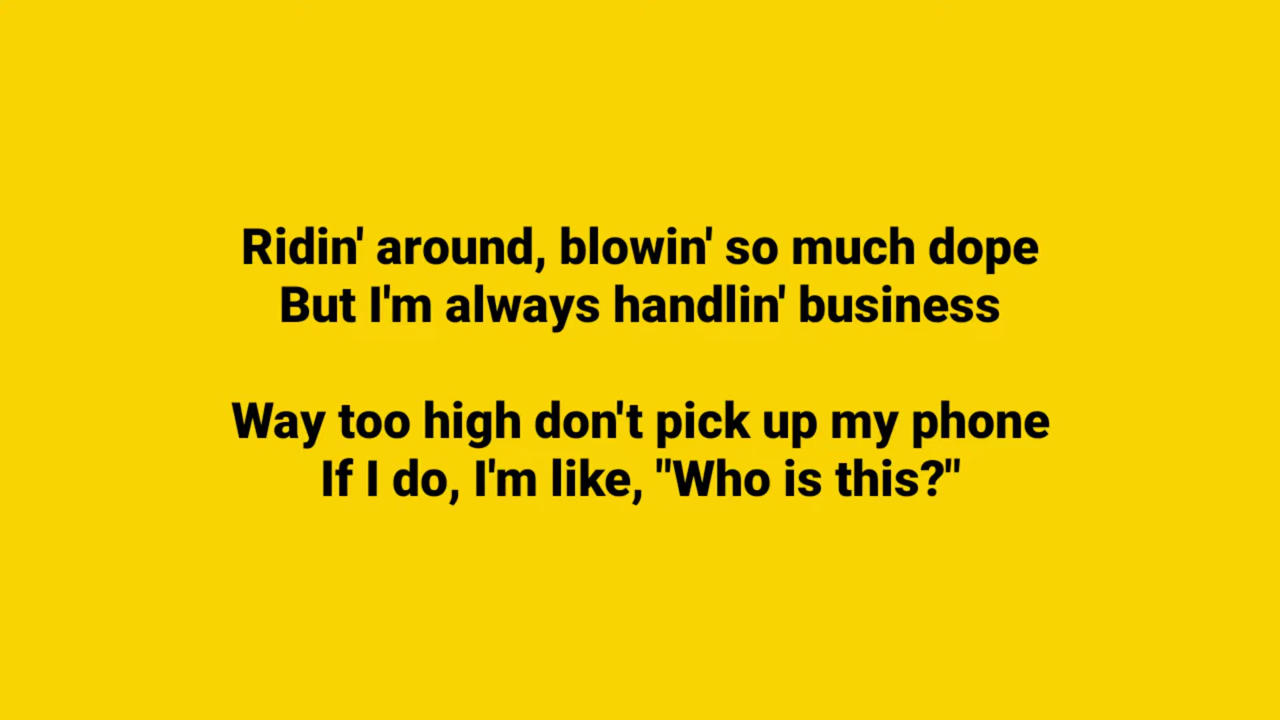 Ridin' around, blowin' so much dope
But I'm always handlin' business
Way too high don't pick up my phone
If I do, I'm like, "Who is this?"